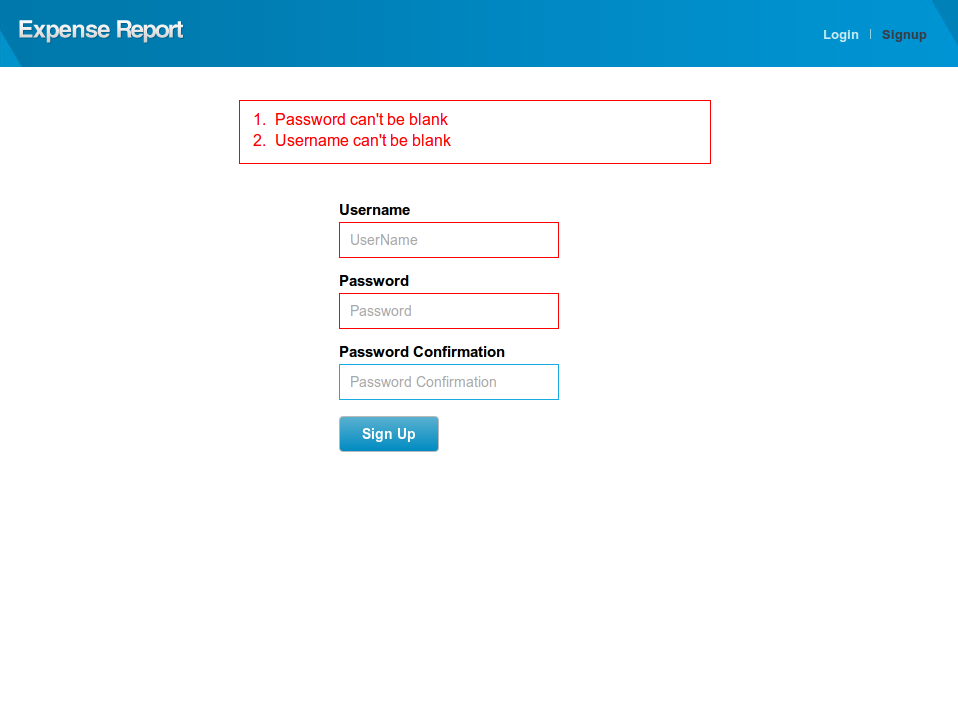 Expense Report
Login | Signup
1. Password can't be blank
2. Username can't be blank
Username
UserName
Password
Password
Password Confirmation
Password Confirmation
Sign Up